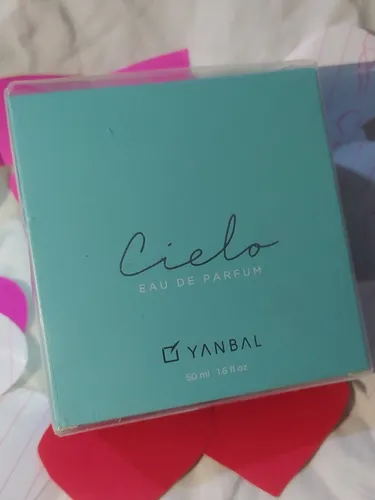 Cielo
EAU DE PARFUM
YANBAL
50 ml 1.6 fl oz